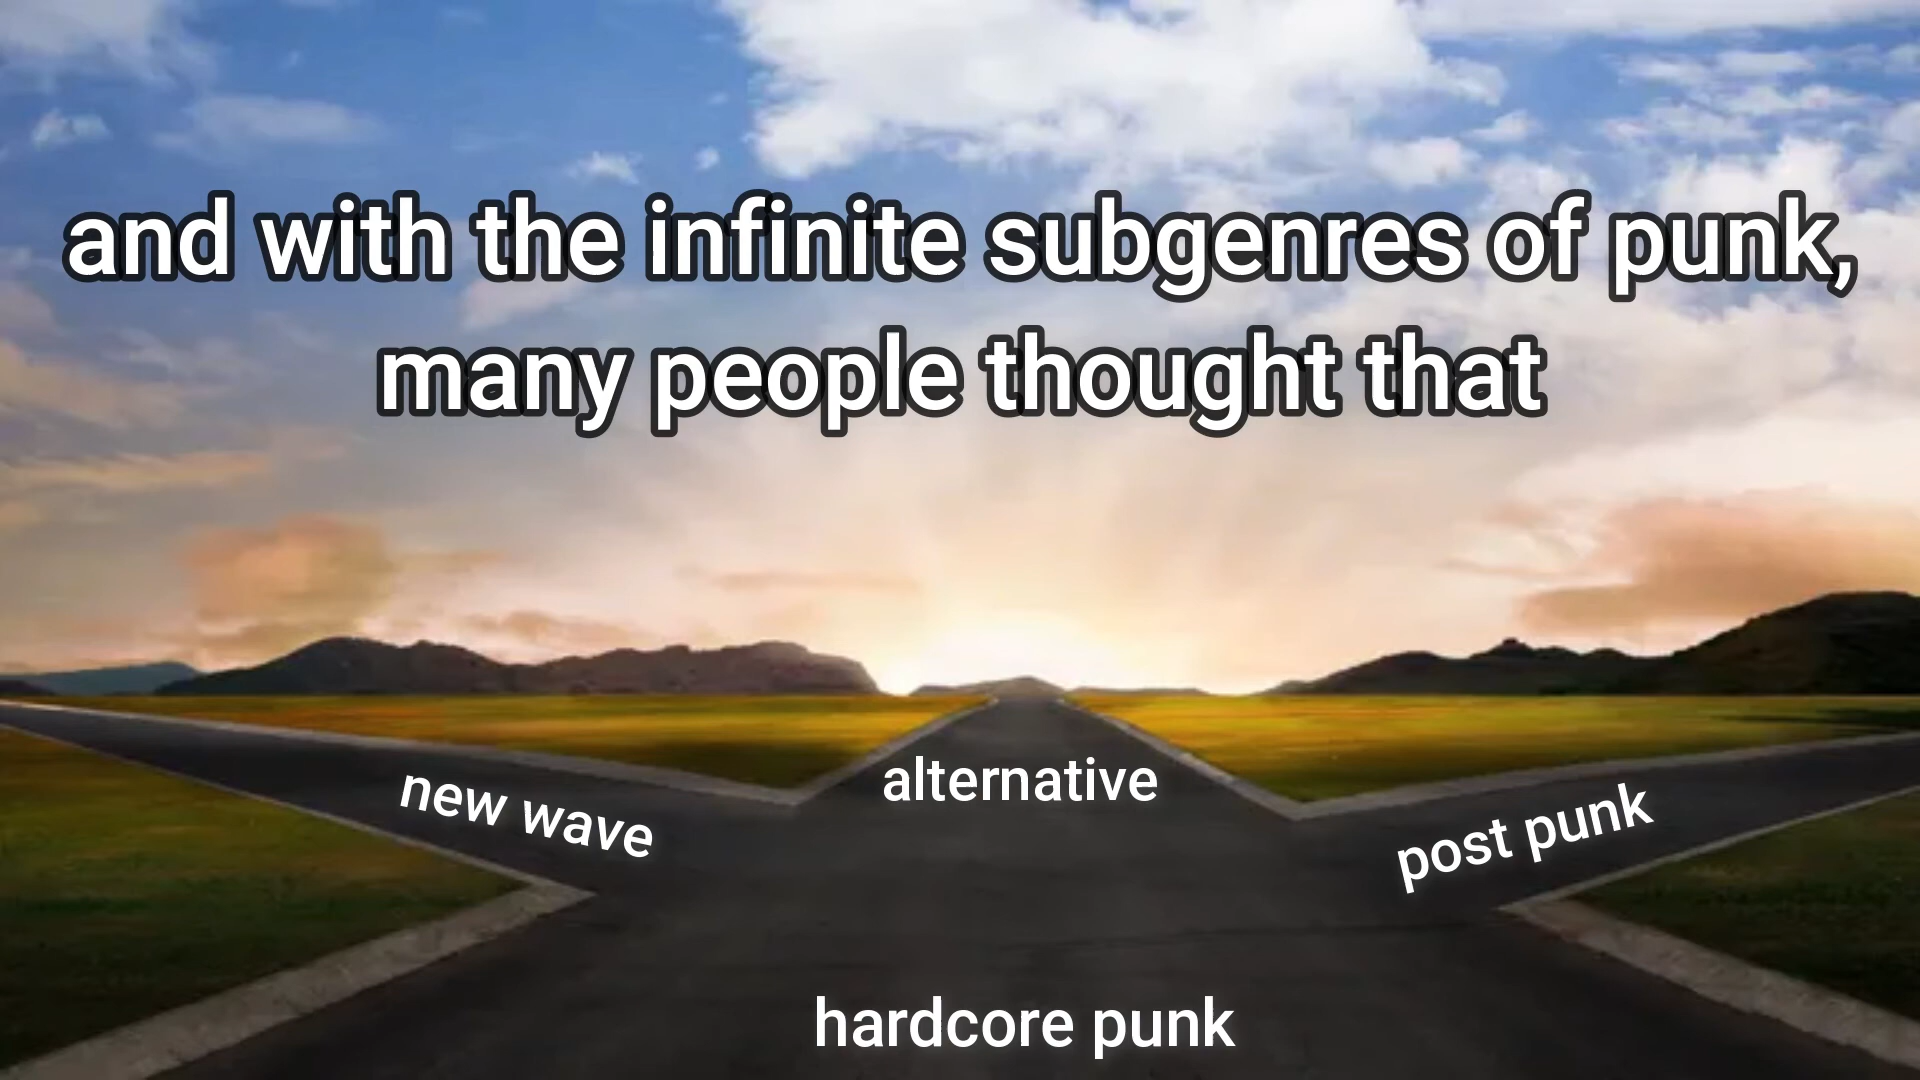 and with the infinite subgenres of punk,
many people thought that
new wave
alternative
post punk
hardcore punk